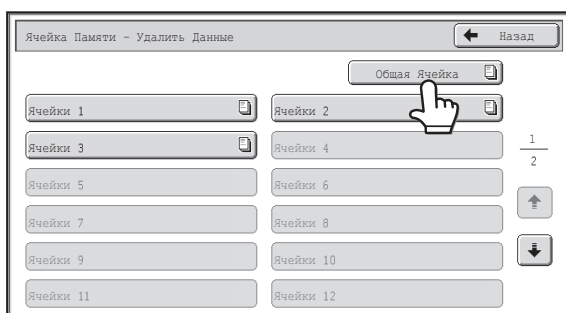 Ячейка Памяти - Удалить Данные
Назад
Общая Ячейка
Ячейки 1
Ячейки 2
Ячейки 3
Ячейки 4
1
2
Ячейки 5
Ячейки 6
Ячейки 7
Ячейки 8
Ячейки 9
Ячейки 10
Ячейки 11
Ячейки 12